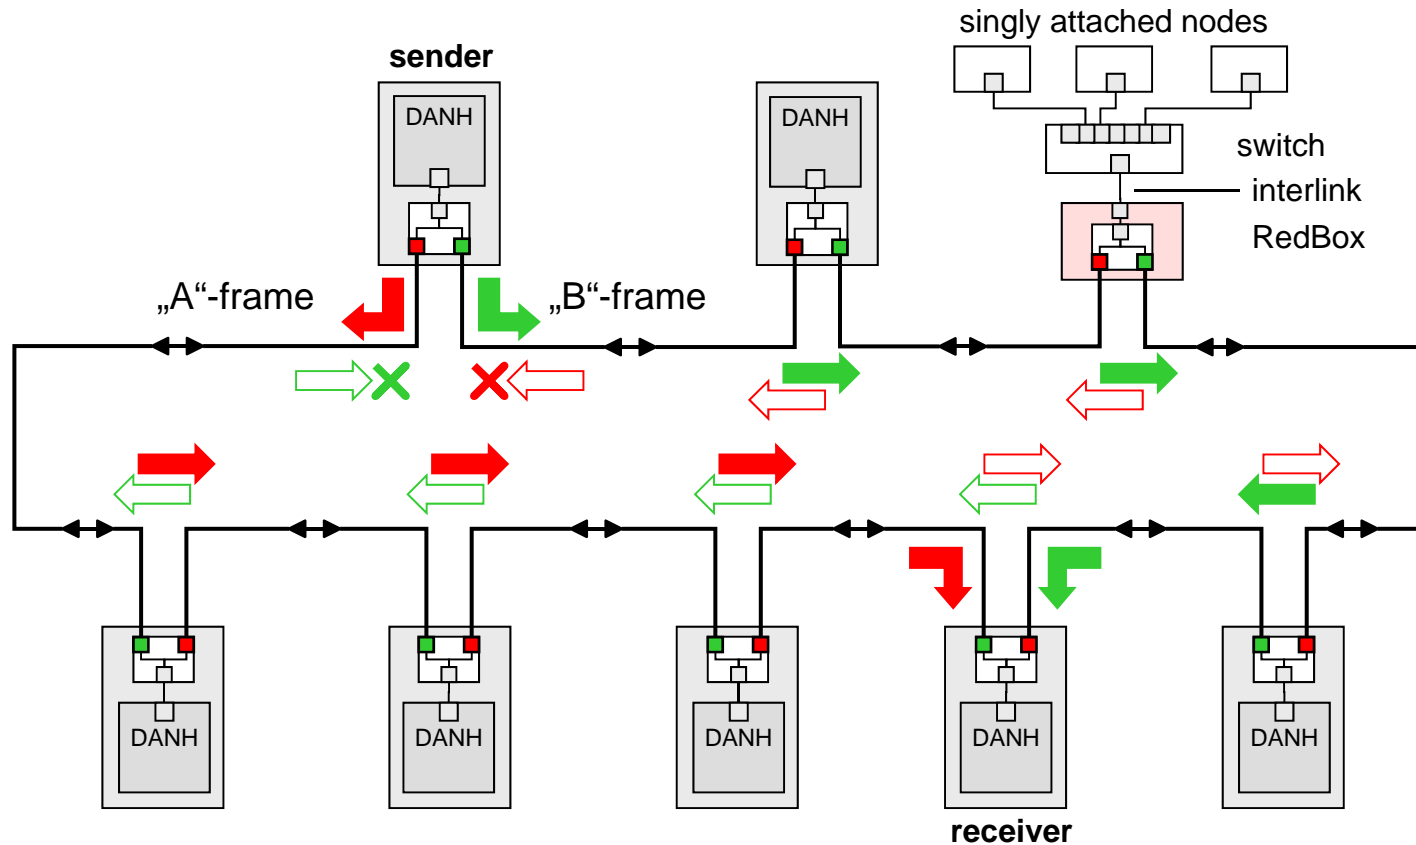 singly attached nodes
sender
DANH
DANH
switch
interlink
RedBox
„A“-frame
„B“-frame
DANH
DANH
DANH
DANH
DANH
receiver